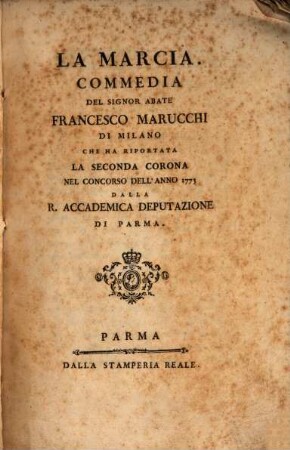 LA MARCIA.
COMMEDIA
DEL SIGNOR ABATE
FRANCESCO MARUCCHI
DI MILANO
CHE HA RIPORTATA
LA SECONDA CORONA
NEL CONCORSO DELL'ANNO 1773
DALLA
R. ACCADEMICA DEPUTAZIONE
DI PARMA.
PARMA
DALLA STAMPERIA REALE.